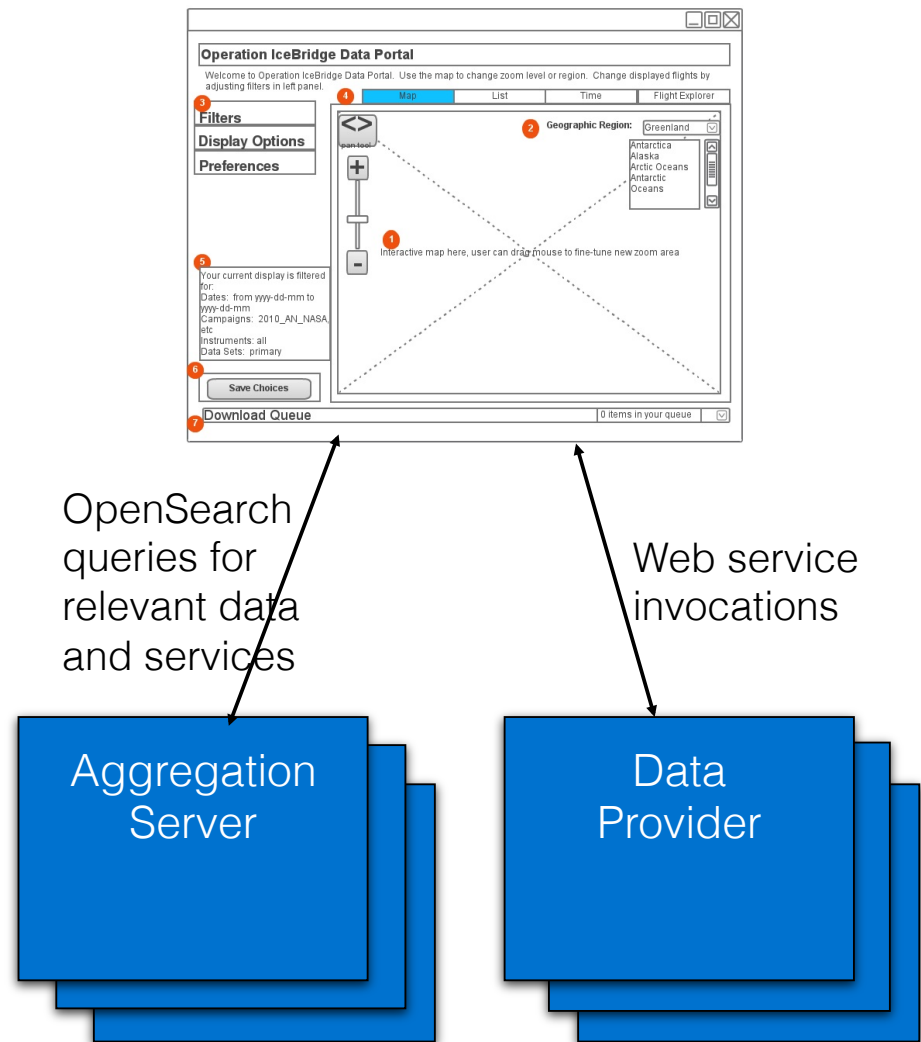 Operation IceBridge Data Portal
Welcome to Operation IceBridge Data Portal. Use the map to change zoom level or region. Change displayed flights by
adjusting filters in left panel.
3
Filters
Display Options
Preferences
4
Map
List
Time
Flight Explorer
<>
pan tool
2
Geographic Region:
Greenland
Antarctica
Alaska
Arctic Oceans
Antarctic
Oceans
+
-
1
Interactive map here, user can drag mouse to fine-tune new zoom area
5
Your current display is filtered
for:
Dates: from yyyy-dd-mm to
yyyy-dd-mm
Campaigns: 2010_AN_NASA,
etc
Instruments: all
Data Sets: primary
6
Save Choices
7
Download Queue
0 items in your queue
OpenSearch
queries for
relevant data
and services
Web service
invocations
Aggregation
Server
Data
Provider